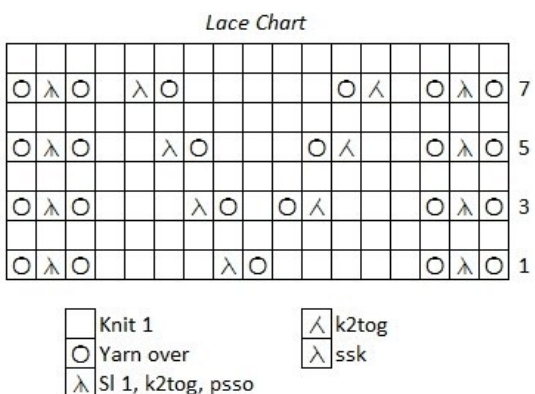 Lace Chart
7
5
3
1
Knit 1
k2tog
Yarn over
ssk
Sl 1, k2tog, psso